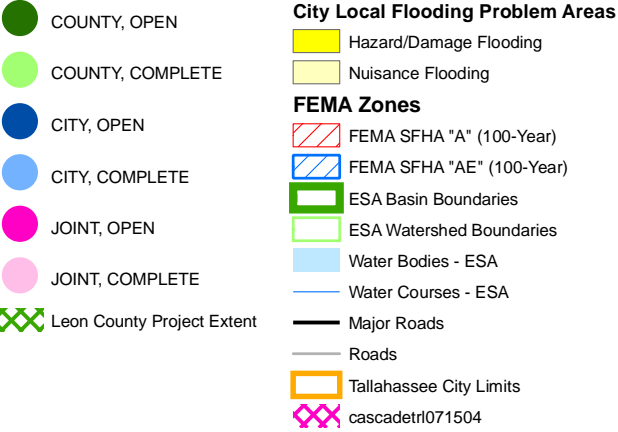 COUNTY, OPEN
COUNTY, COMPLETE
CITY, OPEN
CITY, COMPLETE
JOINT, OPEN
JOINT, COMPLETE
Leon County Project Extent
City Local Flooding Problem Areas
Hazard/Damage Flooding
Nuisance Flooding
FEMA Zones
FEMA SFHA "A" (100-Year)
FEMA SFHA "AE" (100-Year)
ESA Basin Boundaries
ESA Watershed Boundaries
Water Bodies - ESA
Water Courses - ESA
Major Roads
Roads
Tallahassee City Limits
cascadetrl071504